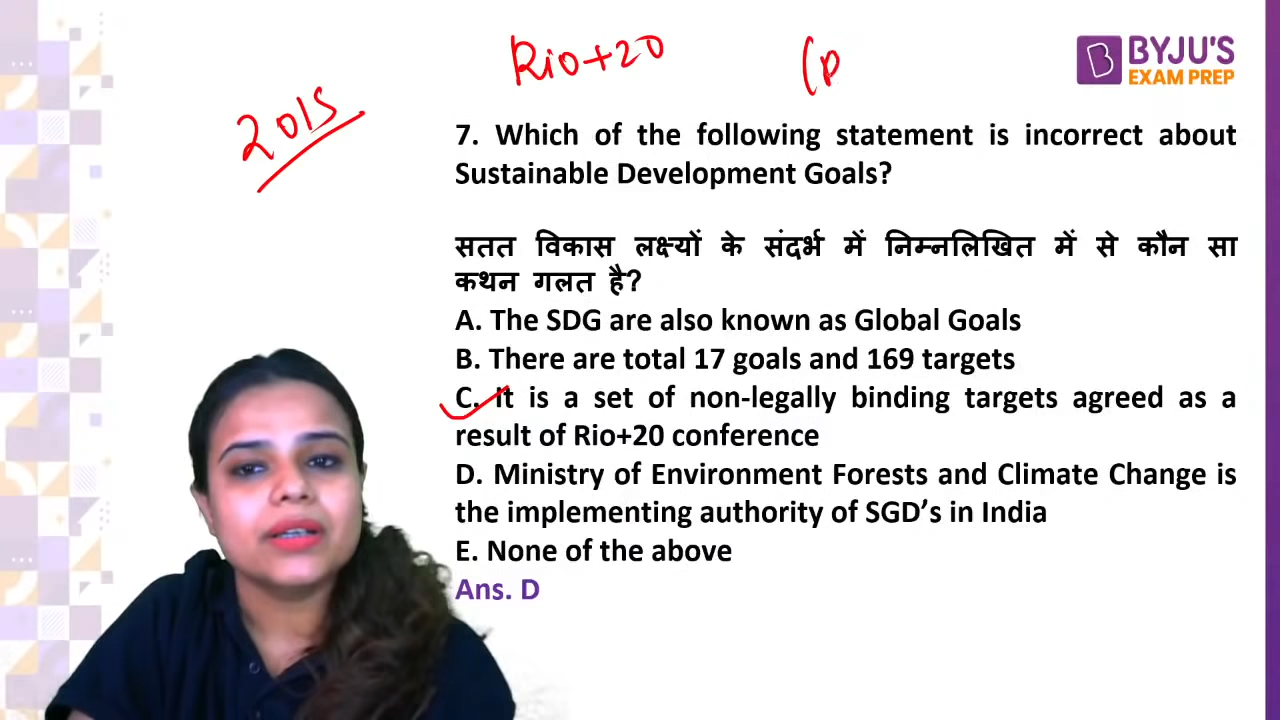 Rio+20
(p
2015
BYJU'S
EXAM PREP
7. Which of the following statement is incorrect about
Sustainable Development Goals?
सतत विकास लक्ष्यों के संदर्भ में निम्नलिखित में से कौन सा
कथन गलत है?
A. The SDG are also known as Global Goals
B. There are total 17 goals and 169 targets
C. It is a set of non-legally binding targets agreed as a
result of Rio+20 conference
D. Ministry of Environment Forests and Climate Change is
the implementing authority of SGD’s in India
E. None of the above
Ans. D